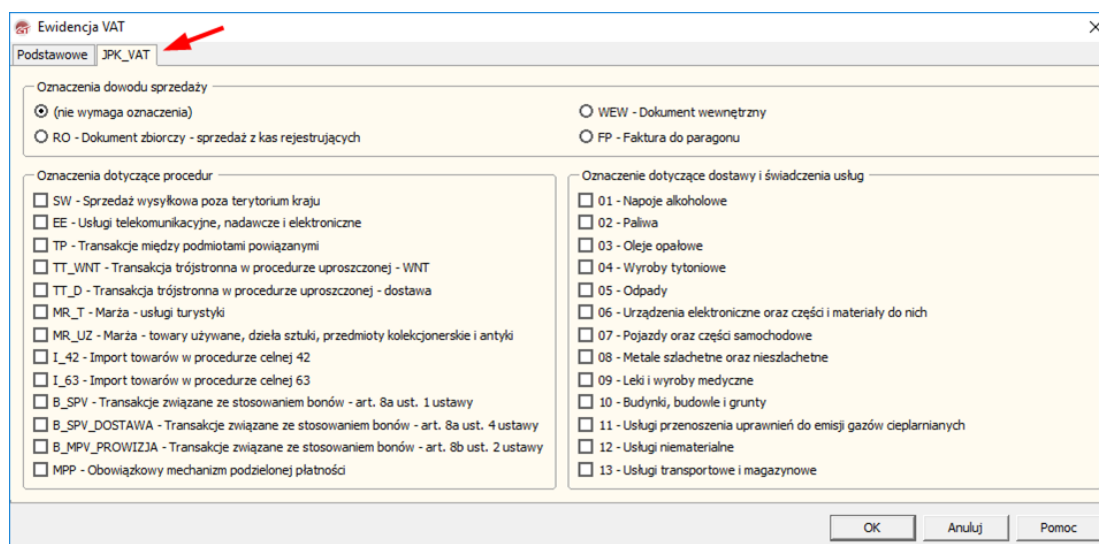 Ewidencja VAT
Podstawowe JPK_VAT
Oznaczenia dowodu sprzedaży
(nie wymaga oznaczenia)
WEW - Dokument wewnętrzny
RO - Dokument zbiorczy - sprzedaż z kas rejestrujących
FP - Faktura do paragonu
Oznaczenia dotyczące procedur
SW - Sprzedaż wysyłkowa poza terytorium kraju
EE - Usługi telekomunikacyjne, nadawcze i elektroniczne
TP - Transakcje między podmiotami powiązanymi
TT_WNT - Transakcja trójstronna w procedurze uproszczonej - WNT
TT_D - Transakcja trójstronna w procedurze uproszczonej - dostawa
MR_T - Marża - usługi turystyki
MR_UZ - Marża - towary używane, dzieła sztuki, przedmioty kolekcjonerskie i antyki
I_42 - Import towarów w procedurze celnej 42
I_63 - Import towarów w procedurze celnej 63
B_SPV - Transakcje związane ze stosowaniem bonów - art. 8a ust. 1 ustawy
B_SPV_DOSTAWA - Transakcje związane ze stosowaniem bonów - art. 8a ust. 4 ustawy
B_MPV_PROWIZJA - Transakcje związane ze stosowaniem bonów - art. 8b ust. 2 ustawy
MPP - Obowiązkowy mechanizm podzielonej płatności
Oznaczenie dotyczące dostawy i świadczenia usług
01 - Napoje alkoholowe
02 - Paliwa
03 - Oleje opałowe
04 - Wyroby tytoniowe
05 - Odpady
06 - Urządzenia elektroniczne oraz części i materiały do nich
07 - Pojazdy oraz części samochodowe
08 - Metale szlachetne oraz nieszlachetne
09 - Leki i wyroby medyczne
10 - Budynki, budowle i grunty
11 - Usługi przenoszenia uprawnień do emisji gazów cieplarnianych
12 - Usługi niematerialne
13 - Usługi transportowe i magazynowe
OK Anuluj Pomoc